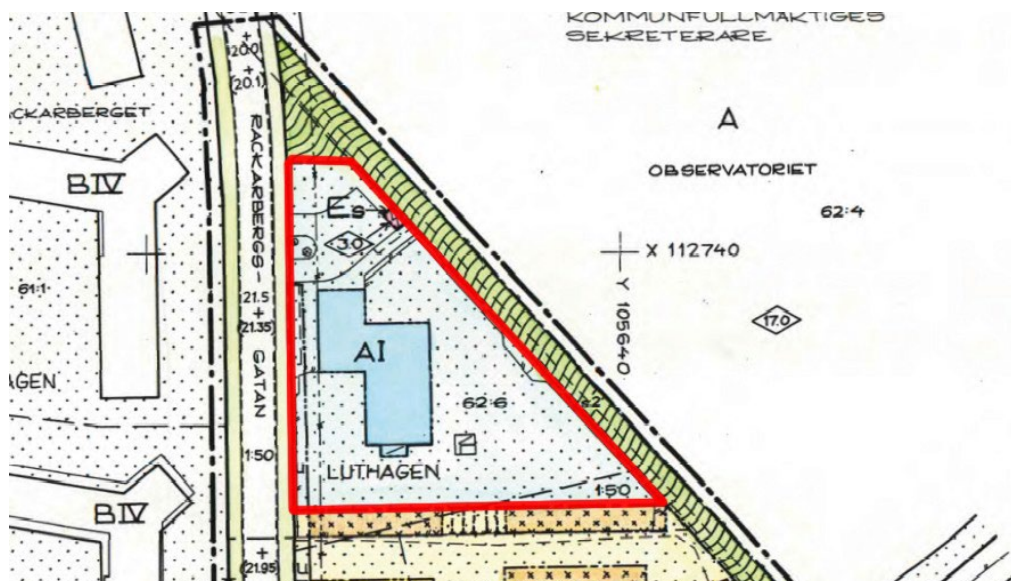 KOMMUNFULLMÄKTIGES
SEKRETERARE
+
20.0
+
(20.1)
CKARBERGET
BIV
RACKARBERGS-
GATAN
A
OBSERVATORIET
62:4
Es
3.0
X 112740
Y 105640
17.0
61:1
21.5
+
(21.35)
AI
AGEN
62:6
1:50
LUTHAGEN
1:50
BIV
+
(21.95)